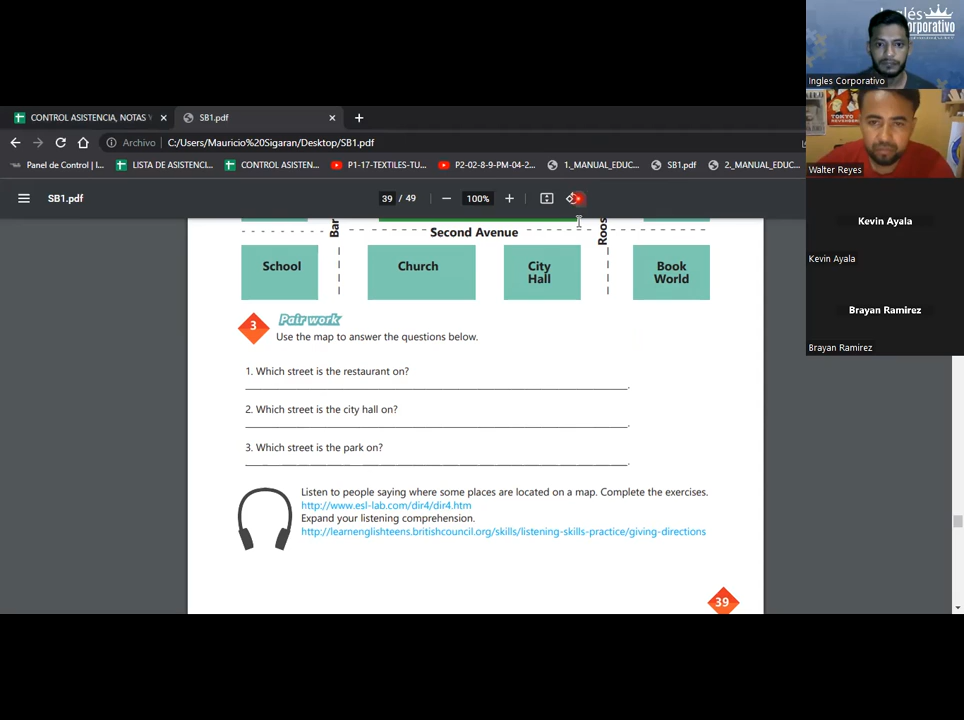 Inglés
Corporativo
Ingles Corporativo
CONTROL ASISTENCIA, NOTAS
SB1.pdf
Archivo
C:/Users/Mauricio%20Sigaran/Desktop/SB1.pdf
Panel de Control | I...
LISTA DE ASISTENCI...
CONTROL ASISTEN...
P1-17-TEXTILES-TU...
P2-02-8-9-PM-04-2...
1._MANUAL_EDUC...
SB1.pdf
2._MANUAL_EDUC...
Walter Reyes
SB1.pdf
39 / 49
100%
Kevin Ayala
Kevin Ayala
Second Avenue
School
Church
City
Hall
Book
World
Brayan Ramirez
Brayan Ramirez
3
Pair work
Use the map to answer the questions below.
1. Which street is the restaurant on?
2. Which street is the city hall on?
3. Which street is the park on?
Listen to people saying where some places are located on a map. Complete the exercises.
http://www.esl-lab.com/dir4/dir4.htm
Expand your listening comprehension.
http://learnenglishteens.britishcouncil.org/skills/listening-skills-practice/giving-directions
39